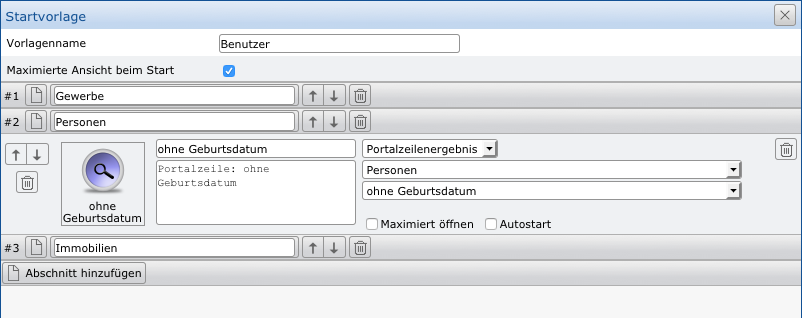 Startvorlage
Vorlagenname Benutzer
Maximierte Ansicht beim Start
#1 Gewerbe
#2 Personen
ohne Geburtsdatum
ohne Geburtsdatum
Portalzeile: ohne
Geburtsdatum
Portalzeilenergebnis
Personen
ohne Geburtsdatum
Maximiert öffnen Autostart
#3 Immobilien
Abschnitt hinzufügen